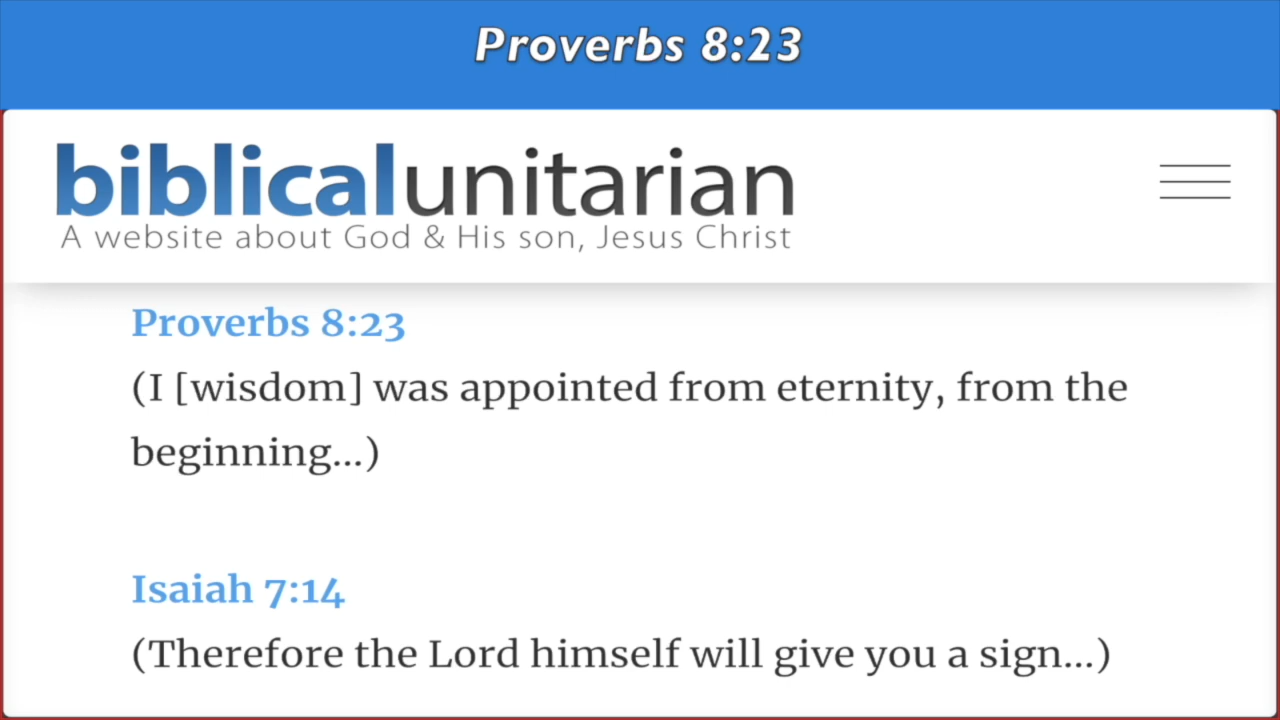 Proverbs 8:23
biblicalunitarian
A website about God & His son, Jesus Christ
Proverbs 8:23
(I [wisdom] was appointed from eternity, from the
beginning...)
Isaiah 7:14
(Therefore the Lord himself will give you a sign...)